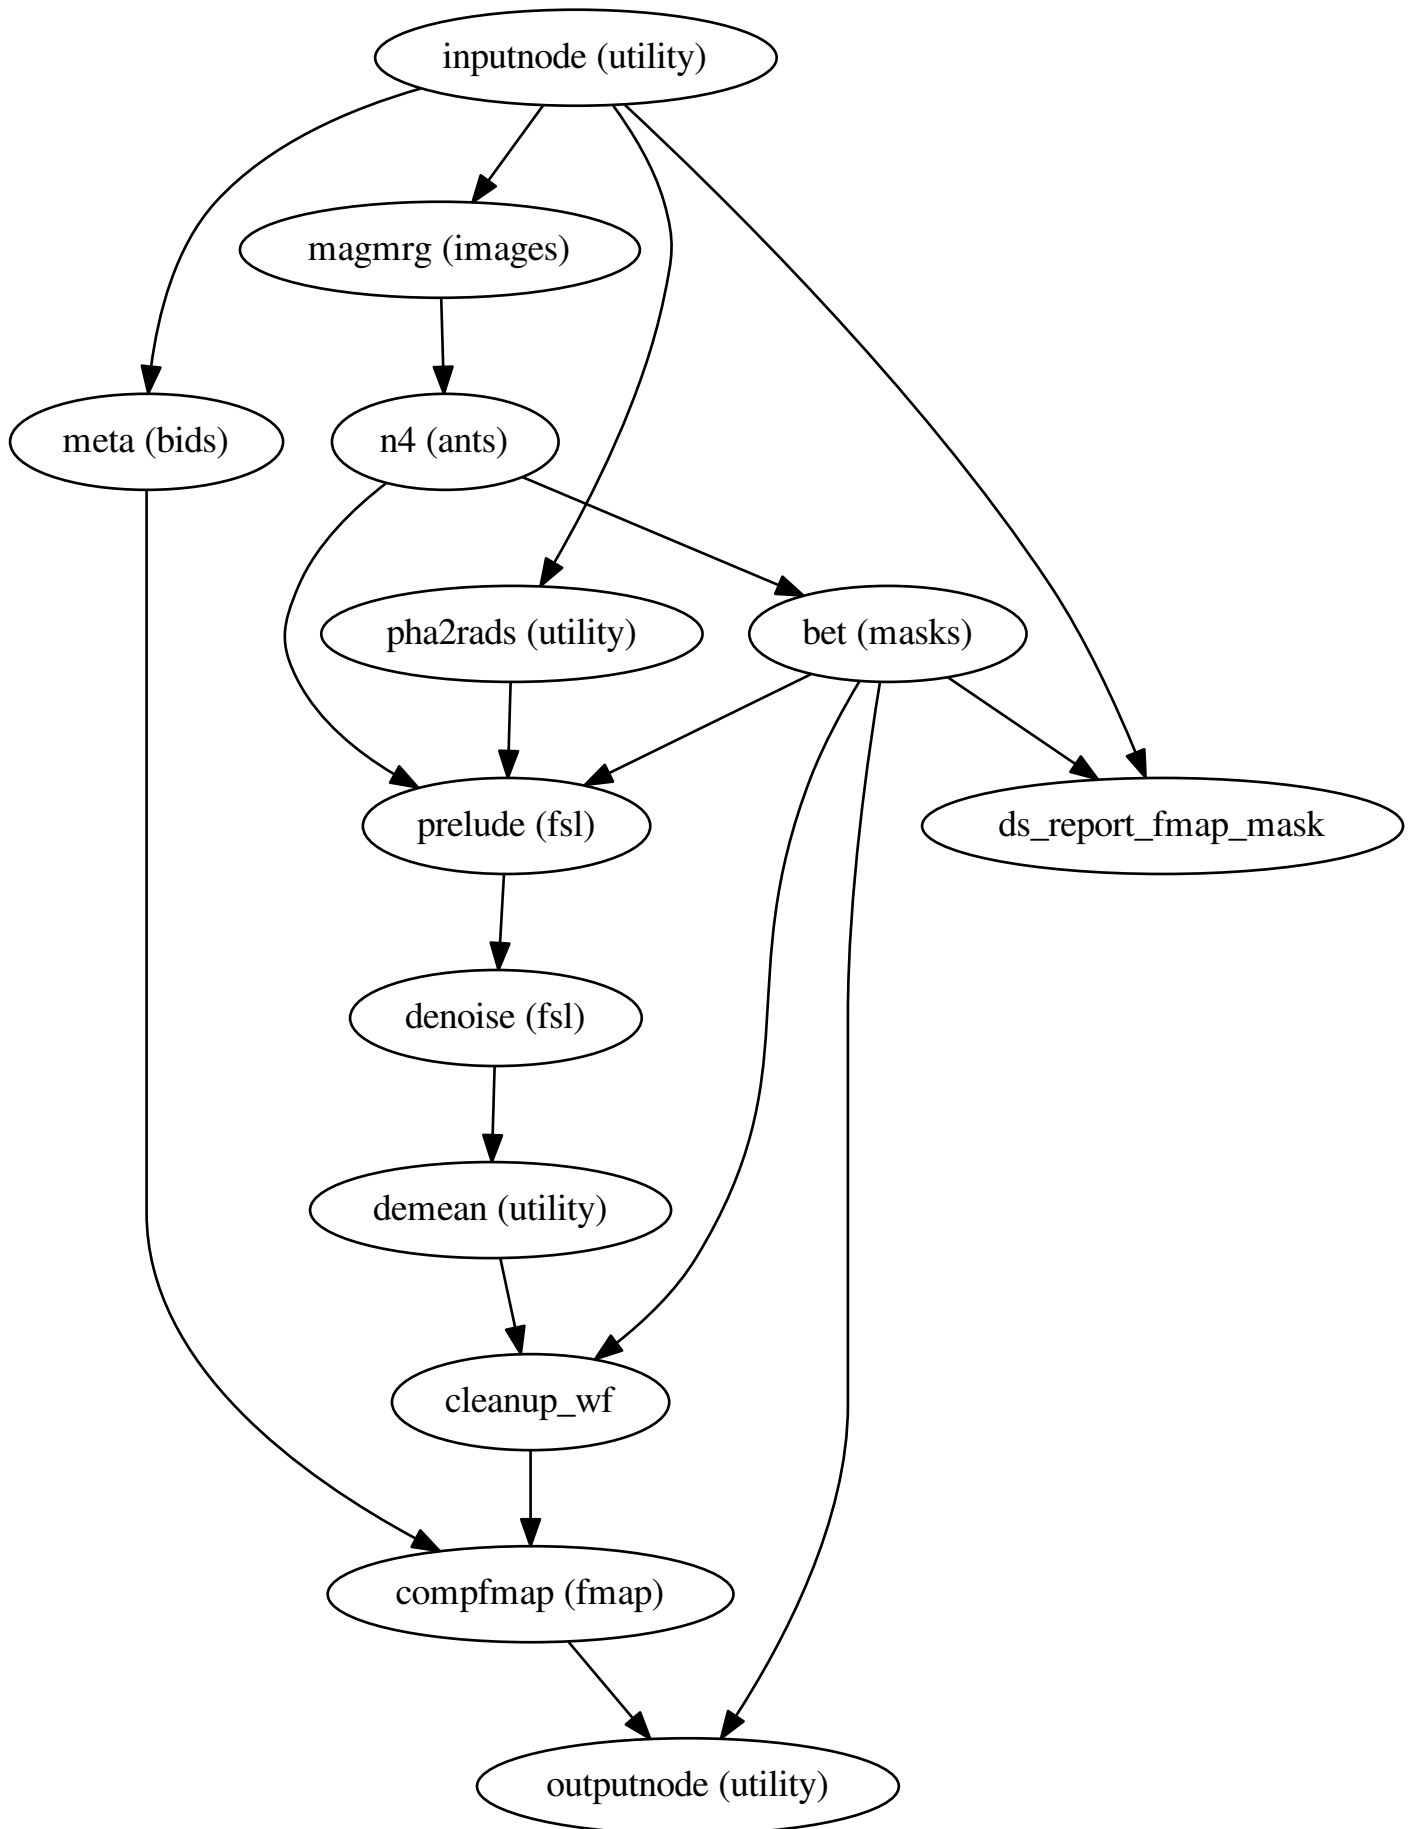 inputnode (utility)
magmrg (images)
meta (bids)
n4 (ants)
pha2rads (utility)
bet (masks)
prelude (fsl)
ds_report_fmap_mask
denoise (fsl)
demean (utility)
cleanup_wf
compfmap (fmap)
outputnode (utility)